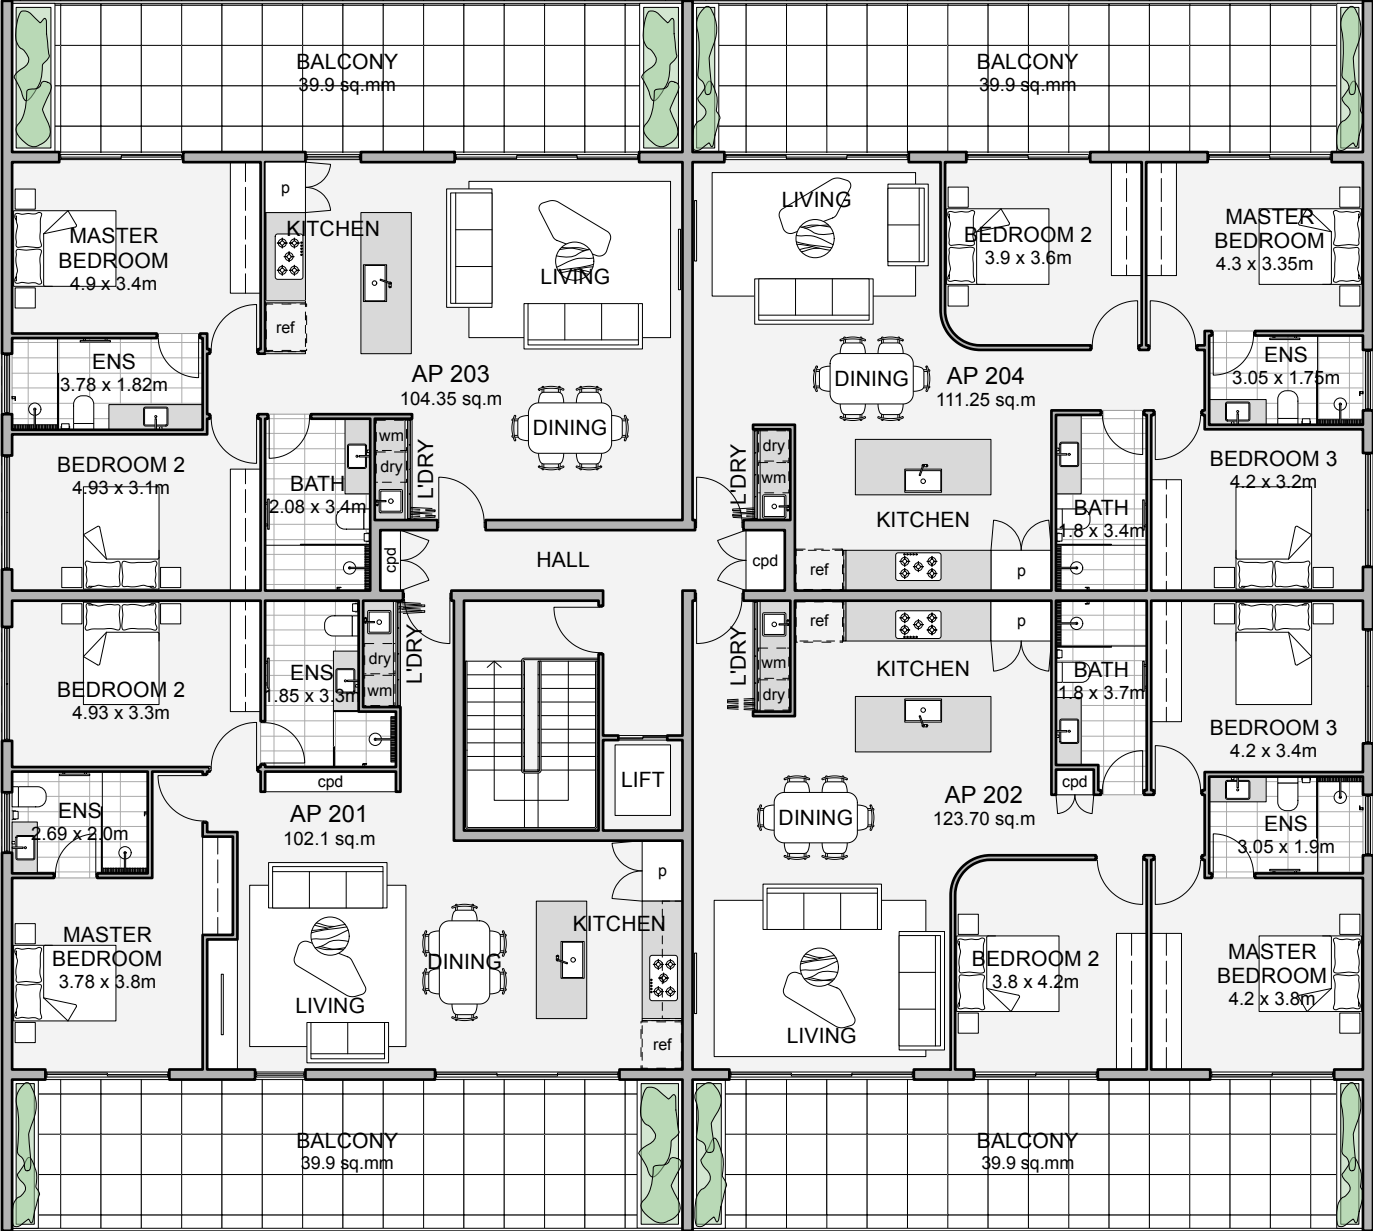 BALCONY
39.9 sq.mm
BALCONY
39.9 sq.mm
MASTER
BEDROOM
4.9 x 3.4m
p
KITCHEN
ref
LIVING
ENS
3.78 x 1.82m
AP 203
104.35 sq.m
DINING
BEDROOM 2
4.93 x 3.1m
BATH
2.08 x 3.4m
wm
dry
L'DRY
cpd
HALL
LIVING
BEDROOM 2
3.9 x 3.6m
MASTER
BEDROOM
4.3 x 3.35m
DINING
AP 204
111.25 sq.m
ENS
3.05 x 1.75m
dry
wm
L'DRY
KITCHEN
BATH
1.8 x 3.4m
BEDROOM 3
4.2 x 3.2m
cpd
ref
p
BEDROOM 2
4.93 x 3.3m
ENS
1.85 x 3.3m
dry
wm
L'DRY
cpd
LIFT
ENS
2.69 x 2.0m
AP 201
102.1 sq.m
MASTER
BEDROOM
3.78 x 3.8m
LIVING
DINING
KITCHEN
p
ref
ref
p
L'DRY
wm
dry
KITCHEN
BATH
1.8 x 3.7m
BEDROOM 3
4.2 x 3.4m
cpd
DINING
AP 202
123.70 sq.m
ENS
3.05 x 1.9m
LIVING
BEDROOM 2
3.8 x 4.2m
MASTER
BEDROOM
4.2 x 3.8m
BALCONY
39.9 sq.mm
BALCONY
39.9 sq.mm